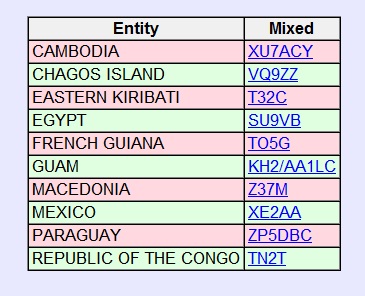 Entity Mixed
CAMBODIA XU7ACY
CHAGOS ISLAND VQ9ZZ
EASTERN KIRIBATI T32C
EGYPT SU9VB
FRENCH GUIANA TO5G
GUAM KH2/AA1LC
MACEDONIA Z37M
MEXICO XE2AA
PARAGUAY ZP5DBC
REPUBLIC OF THE CONGO TN2T